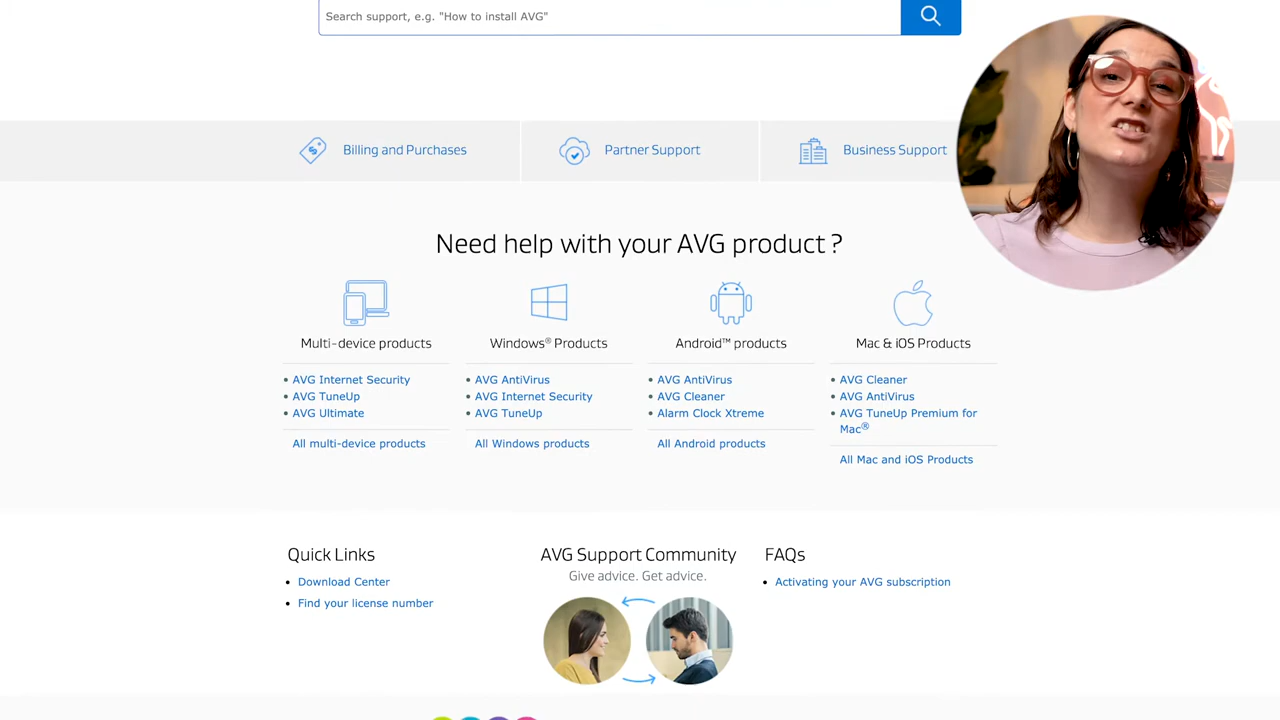 Search support, e.g. "How to install AVG"
Billing and Purchases
Partner Support
Business Support
Need help with your AVG product ?
Multi-device products
• AVG Internet Security
• AVG TuneUp
• AVG Ultimate
All multi-device products
Windows® Products
• AVG AntiVirus
• AVG Internet Security
• AVG TuneUp
All Windows products
Android™ products
• AVG AntiVirus
• AVG Cleaner
• Alarm Clock Xtreme
All Android products
Mac & iOS Products
• AVG Cleaner
• AVG AntiVirus
• AVG TuneUp Premium for
Mac®
All Mac and iOS Products
Quick Links
• Download Center
• Find your license number
AVG Support Community
Give advice. Get advice.
FAQs
• Activating your AVG subscription